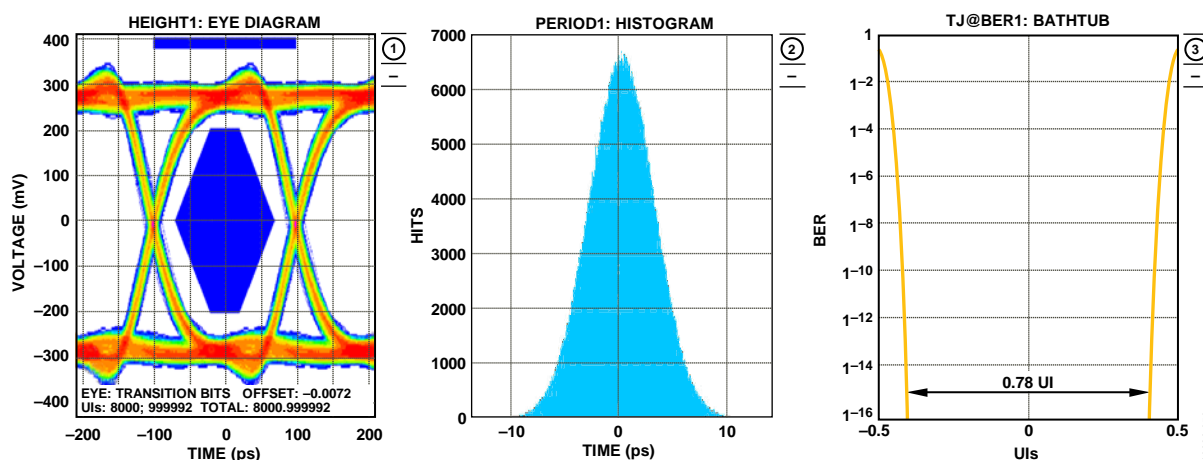 HEIGHT1: EYE DIAGRAM
1
–
VOLTAGE (mV)
400
300
200
100
0
–100
–200
–300
–400
EYE: TRANSITION BITS OFFSET: –0.0072
UIs: 8000; 999992 TOTAL: 8000.999992
–200 –100 0 100 200
TIME (ps)
PERIOD1: HISTOGRAM
2
–
HITS
7000
6000
5000
4000
3000
2000
1000
0
–10 0 10
TIME (ps)
TJ@BER1: BATHTUB
3
–
BER
1
1–2
1–4
1–6
1–8
1–10
1–12
1–14
1–16
0.78 UI
–0.5 0 0.5
UIs